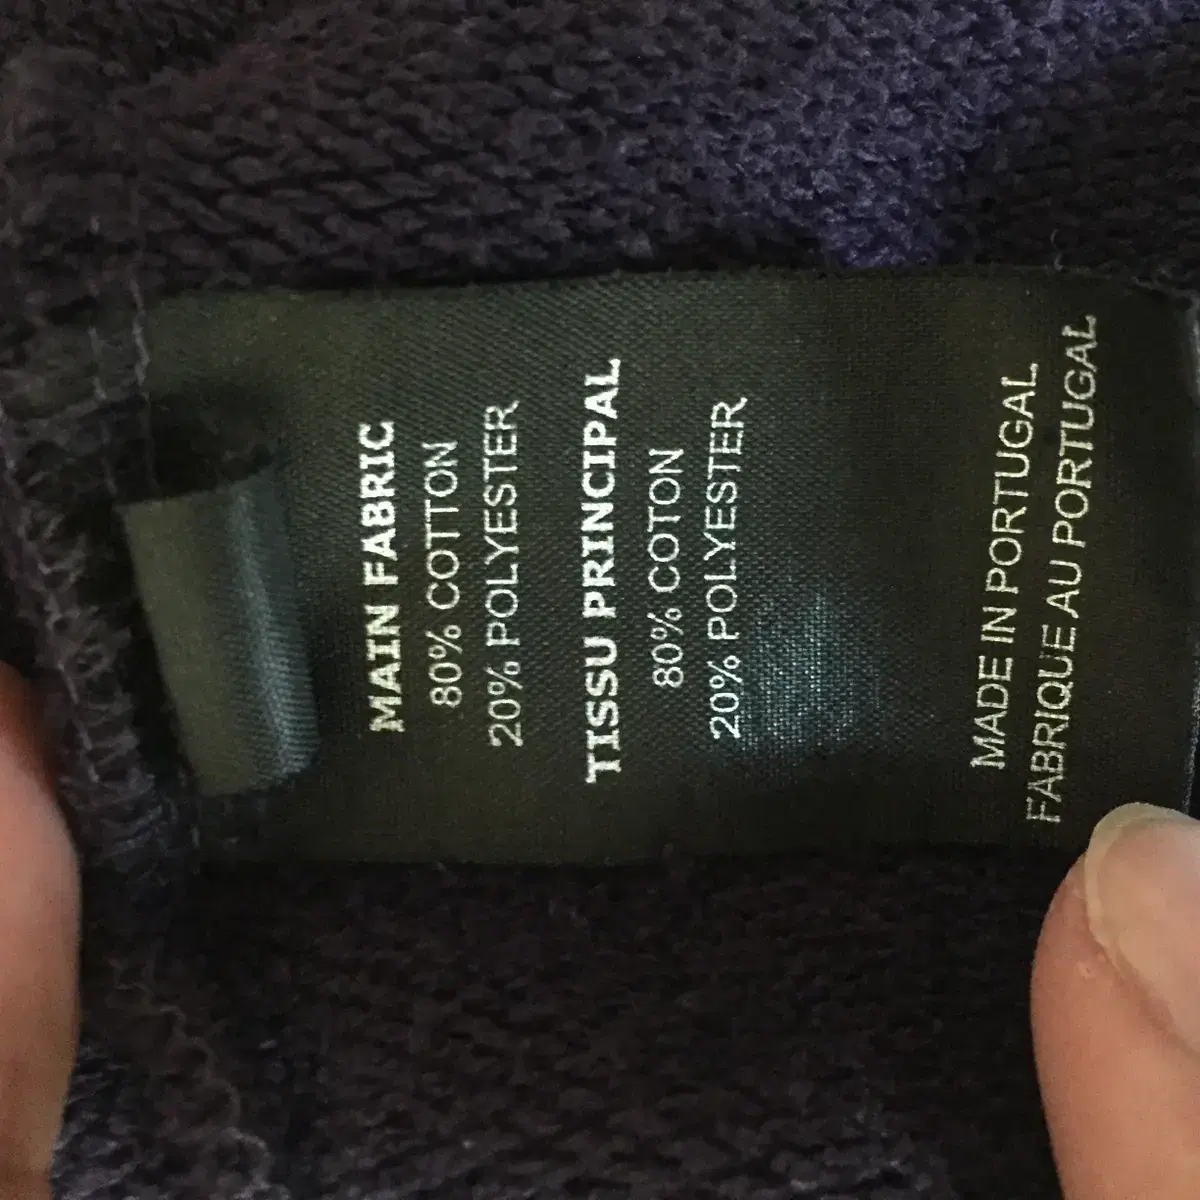 MAIN FABRIC
80% COTTON
20% POLYESTER
TISSU PRINCIPAL
80% COTON
20% POLYESTER
MADE IN PORTUGAL
FABRIQUE AU PORTUGAL